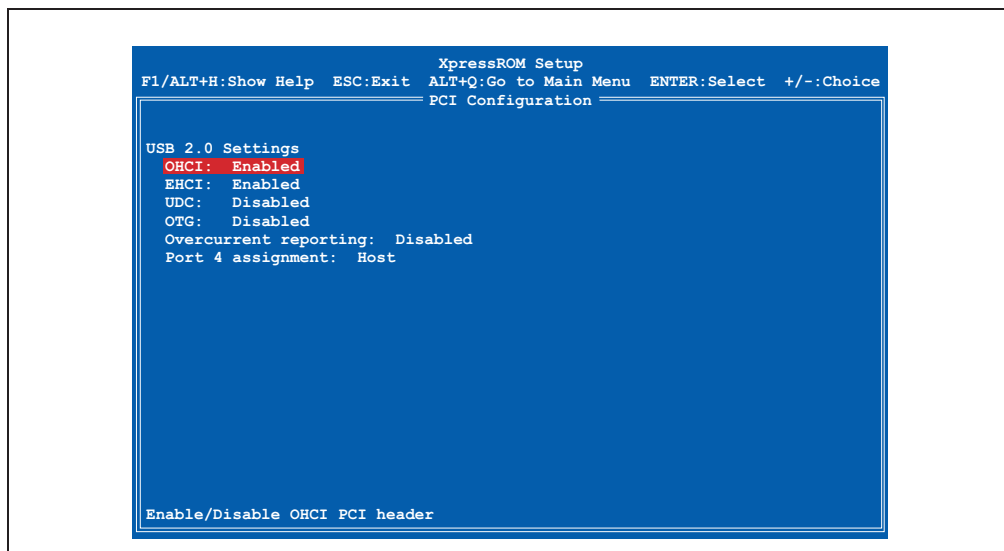 XpressROM Setup
F1/ALT+H:Show Help ESC:Exit ALT+Q:Go to Main Menu ENTER:Select +/-:Choice
PCI Configuration
USB 2.0 Settings
OHCI: Enabled
EHCI: Enabled
UDC: Disabled
OTG: Disabled
Overcurrent reporting: Disabled
Port 4 assignment: Host
Enable/Disable OHCI PCI header